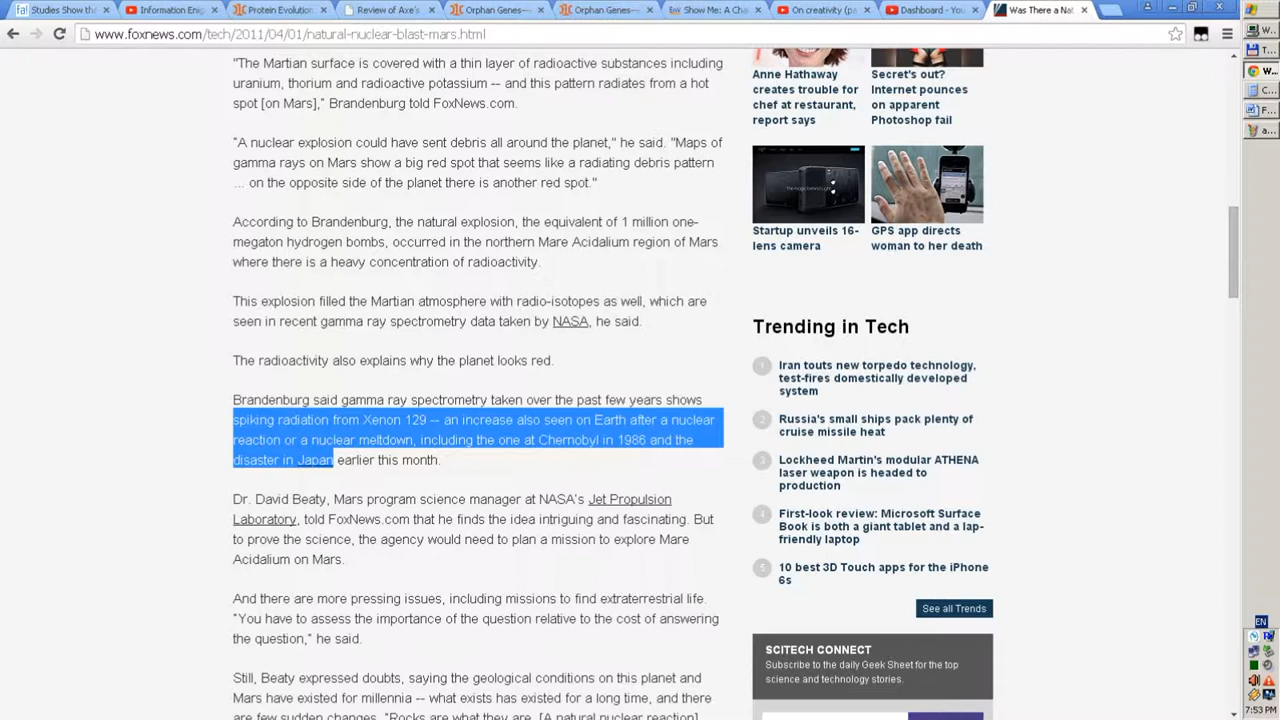 Studies Show the
Information Enig
Protein Evolution
Review of Axe's
Orphan Genes—
Orphan Genes—
Show Me: A Cha
On creativity (pa
Dashboard - You
Was There a Nat
www.foxnews.com/tech/2011/04/01/natural-nuclear-blast-mars.html
"The Martian surface is covered with a thin layer of radioactive substances including
uranium, thorium and radioactive potassium -- and this pattern radiates from a hot
spot [on Mars]," Brandenburg told FoxNews.com.
"A nuclear explosion could have sent debris all around the planet," he said. "Maps of
gamma rays on Mars show a big red spot that seems like a radiating debris pattern
... on the opposite side of the planet there is another red spot."
According to Brandenburg, the natural explosion, the equivalent of 1 million one-
megaton hydrogen bombs, occurred in the northern Mare Acidalium region of Mars
where there is a heavy concentration of radioactivity.
This explosion filled the Martian atmosphere with radio-isotopes as well, which are
seen in recent gamma ray spectrometry data taken by NASA, he said.
The radioactivity also explains why the planet looks red.
Brandenburg said gamma ray spectrometry taken over the past few years shows
spiking radiation from Xenon 129 -- an increase also seen on Earth after a nuclear
reaction or a nuclear meltdown, including the one at Chernobyl in 1986 and the
disaster in Japan earlier this month.
Dr. David Beaty, Mars program science manager at NASA's Jet Propulsion
Laboratory, told FoxNews.com that he finds the idea intriguing and fascinating. But
to prove the science, the agency would need to plan a mission to explore Mare
Acidalium on Mars.
And there are more pressing issues, including missions to find extraterrestrial life.
"You have to assess the importance of the question relative to the cost of answering
the question," he said.
Still, Beaty expressed doubts, saying the geological conditions on this planet and
Mars have existed for millennia -- what exists has existed for a long time, and there
are few sudden changes. "Rocks are what they are. [A natural nuclear reaction]
Anne Hathaway
creates trouble for
chef at restaurant,
report says
Secret's out?
Internet pounces
on apparent
Photoshop fail
Startup unveils 16-
lens camera
GPS app directs
woman to her death
Trending in Tech
1
Iran touts new torpedo technology,
test-fires domestically developed
system
2
Russia's small ships pack plenty of
cruise missile heat
3
Lockheed Martin's modular ATHENA
laser weapon is headed to
production
4
First-look review: Microsoft Surface
Book is both a giant tablet and a lap-
friendly laptop
5
10 best 3D Touch apps for the iPhone
6s
See all Trends
SCITECH CONNECT
Subscribe to the daily Geek Sheet for the top
science and technology stories.
W...
T...
W...
C...
F...
a...
EN
7:53 PM